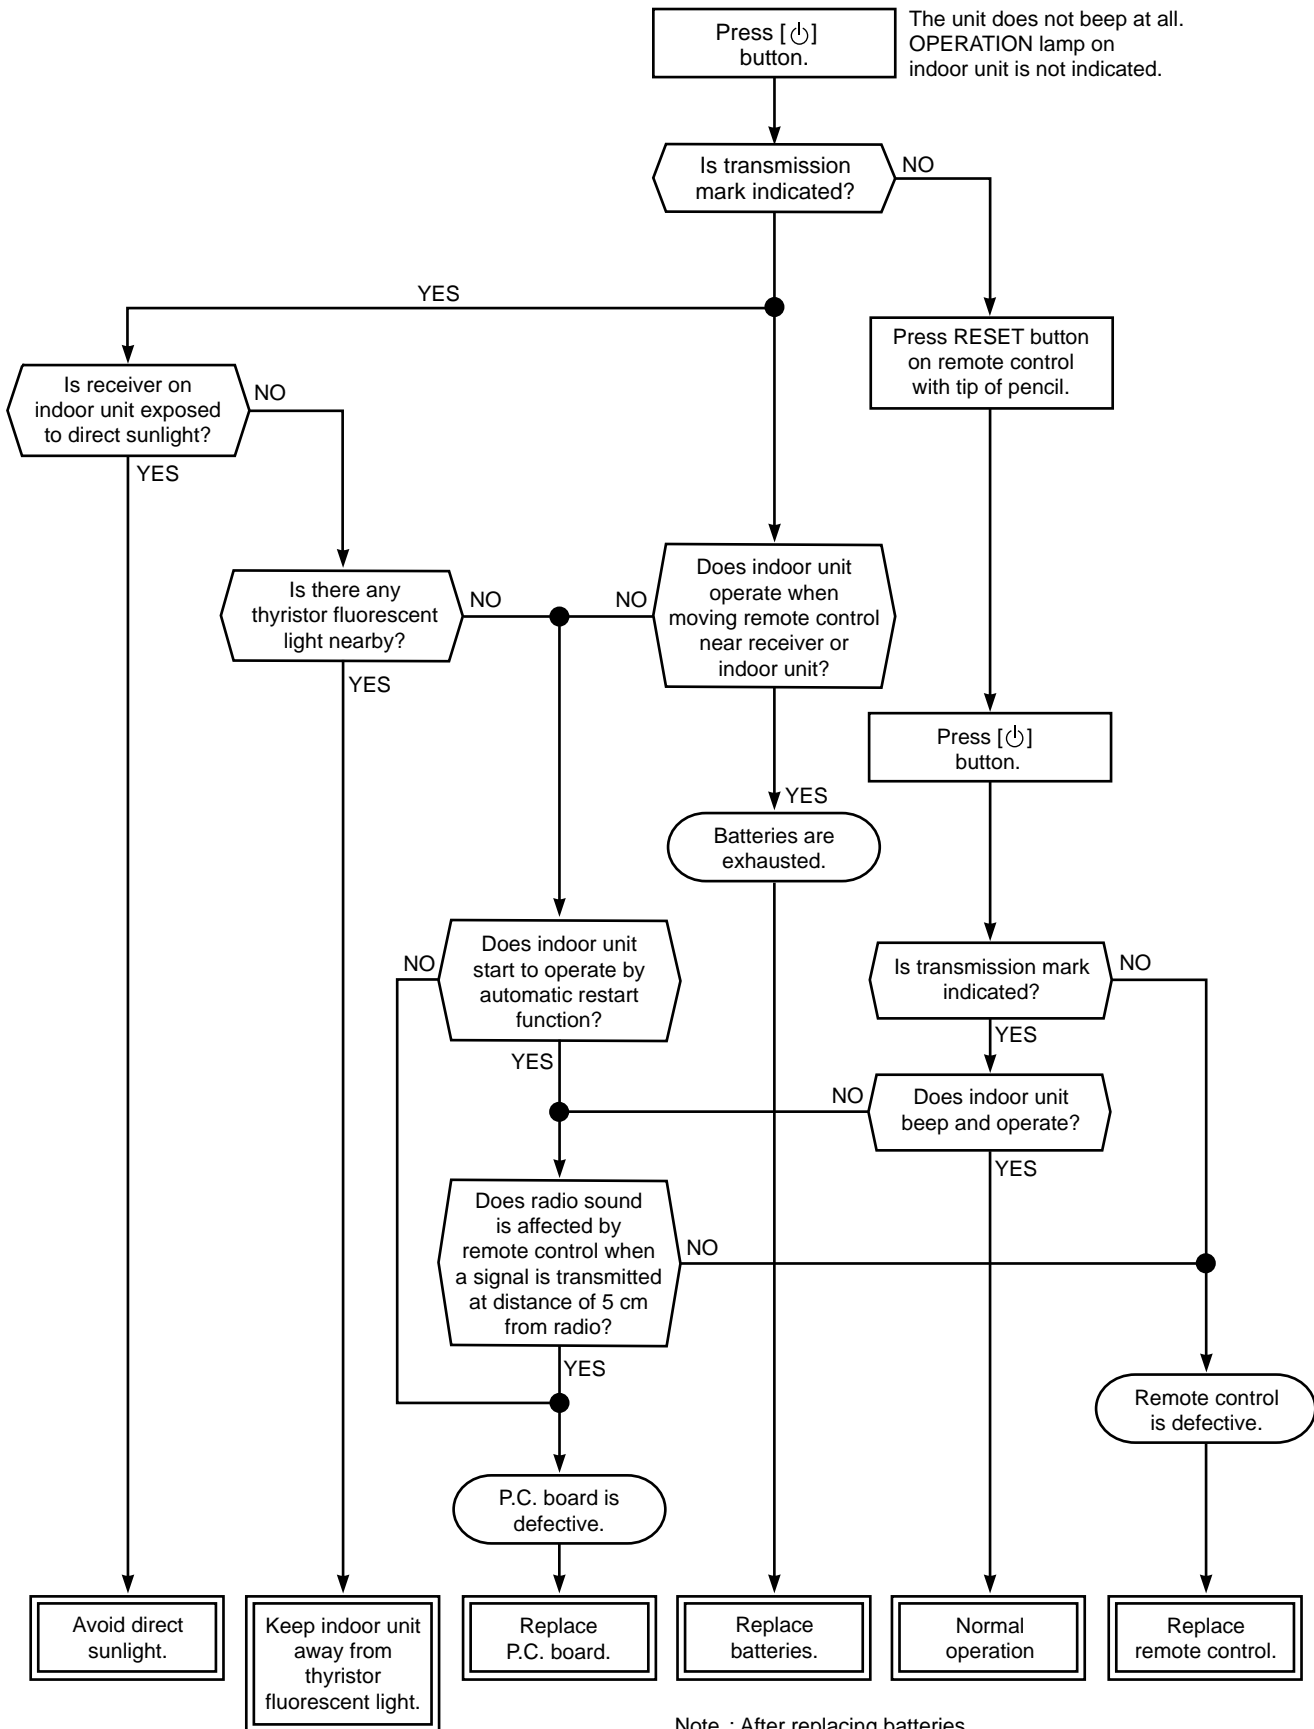 Press [⏻]
button.
The unit does not beep at all.
OPERATION lamp on
indoor unit is not indicated.
Is transmission
mark indicated?
NO
YES
Press RESET button
on remote control
with tip of pencil.
Is receiver on
indoor unit exposed
to direct sunlight?
NO
YES
Is there any
thyristor fluorescent
light nearby?
NO
YES
NO
Does indoor unit
operate when
moving remote control
near receiver or
indoor unit?
YES
Press [⏻]
button.
Batteries are
exhausted.
NO
Does indoor unit
start to operate by
automatic restart
function?
YES
Is transmission mark
indicated?
NO
YES
NO
Does indoor unit
beep and operate?
YES
Does radio sound
is affected by
remote control when
a signal is transmitted
at distance of 5 cm
from radio?
NO
YES
Remote control
is defective.
P.C. board is
defective.
Avoid direct
sunlight.
Keep indoor unit
away from
thyristor
fluorescent light.
Replace
P.C. board.
Replace
batteries.
Normal
operation
Replace
remote control.
Note : After replacing batteries